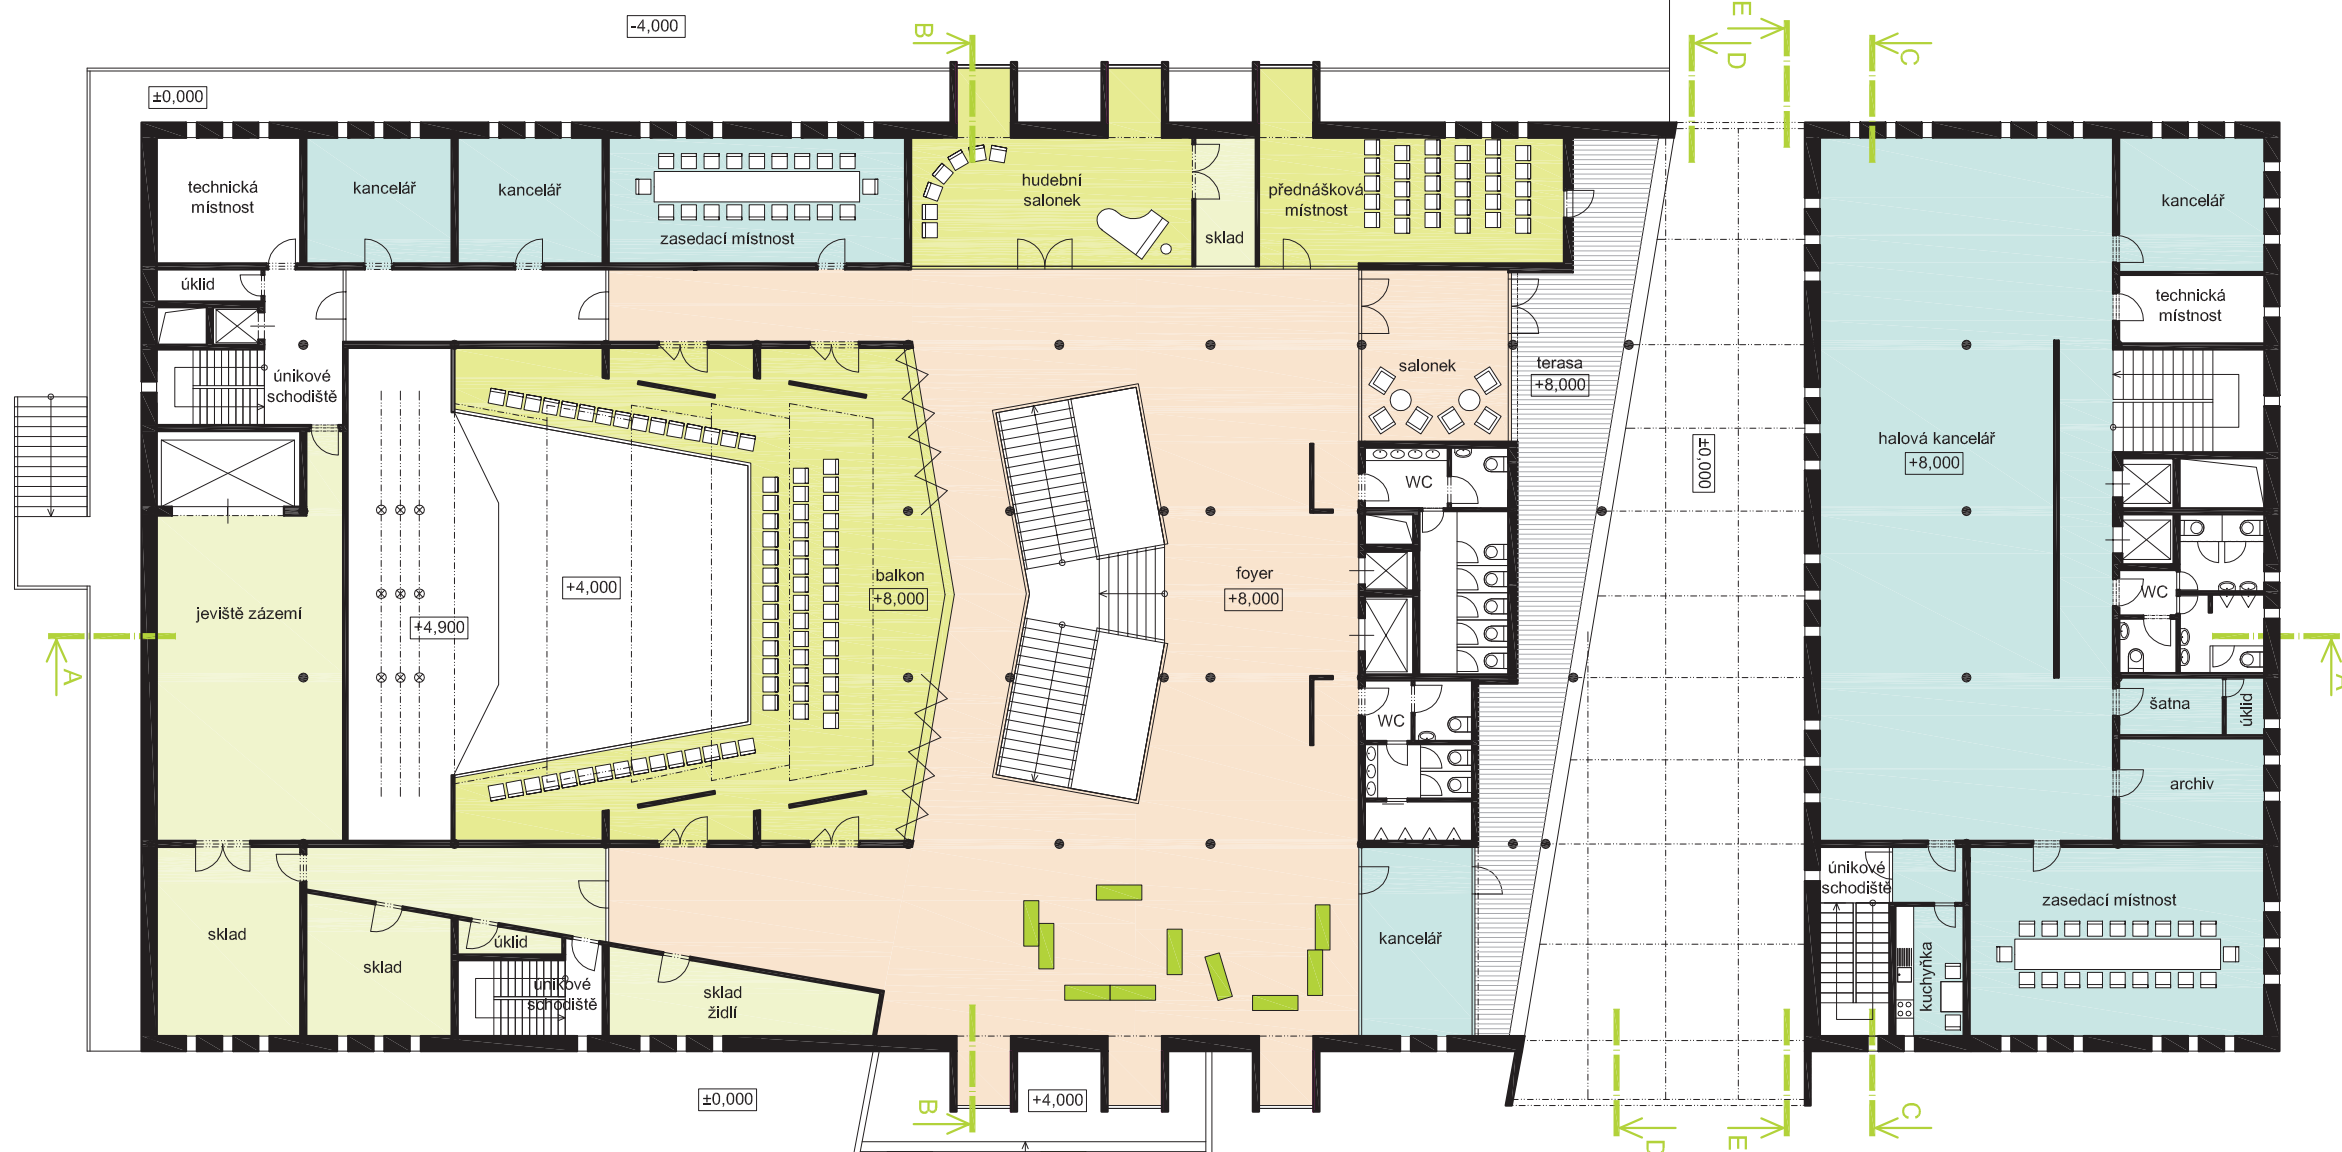 -4,000
B
E
D
C
±0,000
technická
místnost
kancelář
kancelář
zasedací místnost
hudební
salonek
sklad
přednášková
místnost
kancelář
úklid
technická
místnost
únikové
schodiště
salonek
terasa
+8,000
±0,000
halová kancelář
+8,000
WC
balkon
+8,000
foyer
+8,000
+4,000
+4,900
jeviště zázemí
WC
A
A
WC
šatna
úklid
archiv
únikové
schodiště
zasedací místnost
kuchyňka
sklad
sklad
úklid
únikové
schodiště
sklad
židlí
kancelář
±0,000
B
+4,000
D
E
C